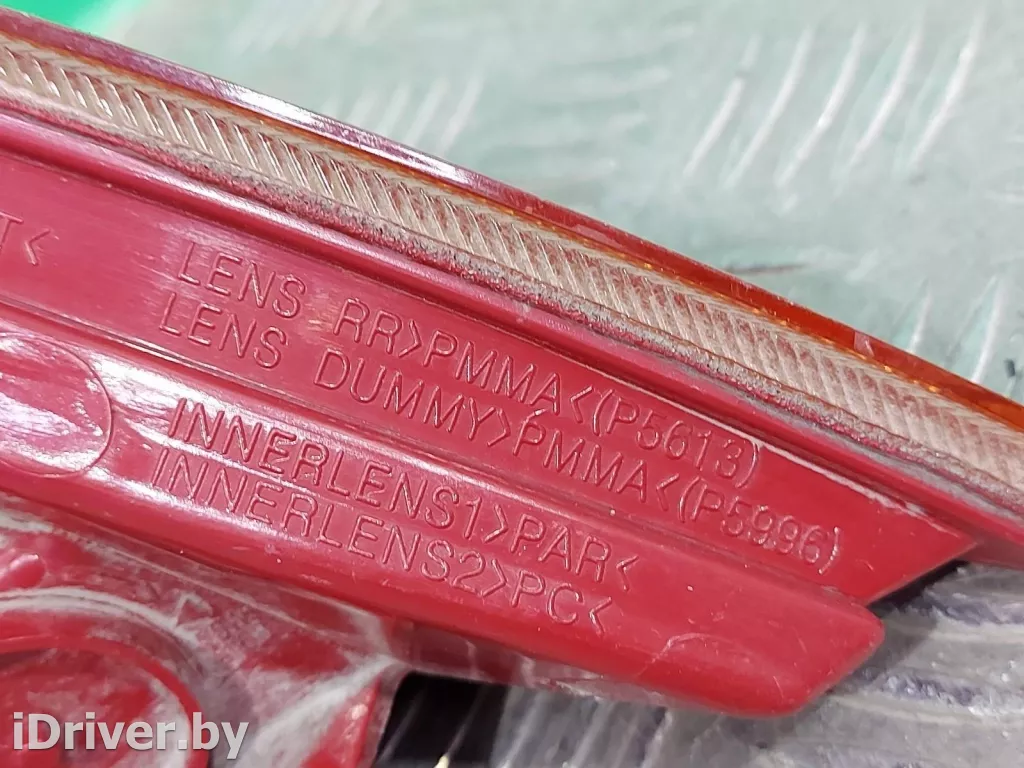 T<
LENS RR>PMMA<(P5613)
LENS DUMMY>PMMA<(P5996)
INNERLENS1>PAR<
INNERLENS2>PC<
iDriver.by